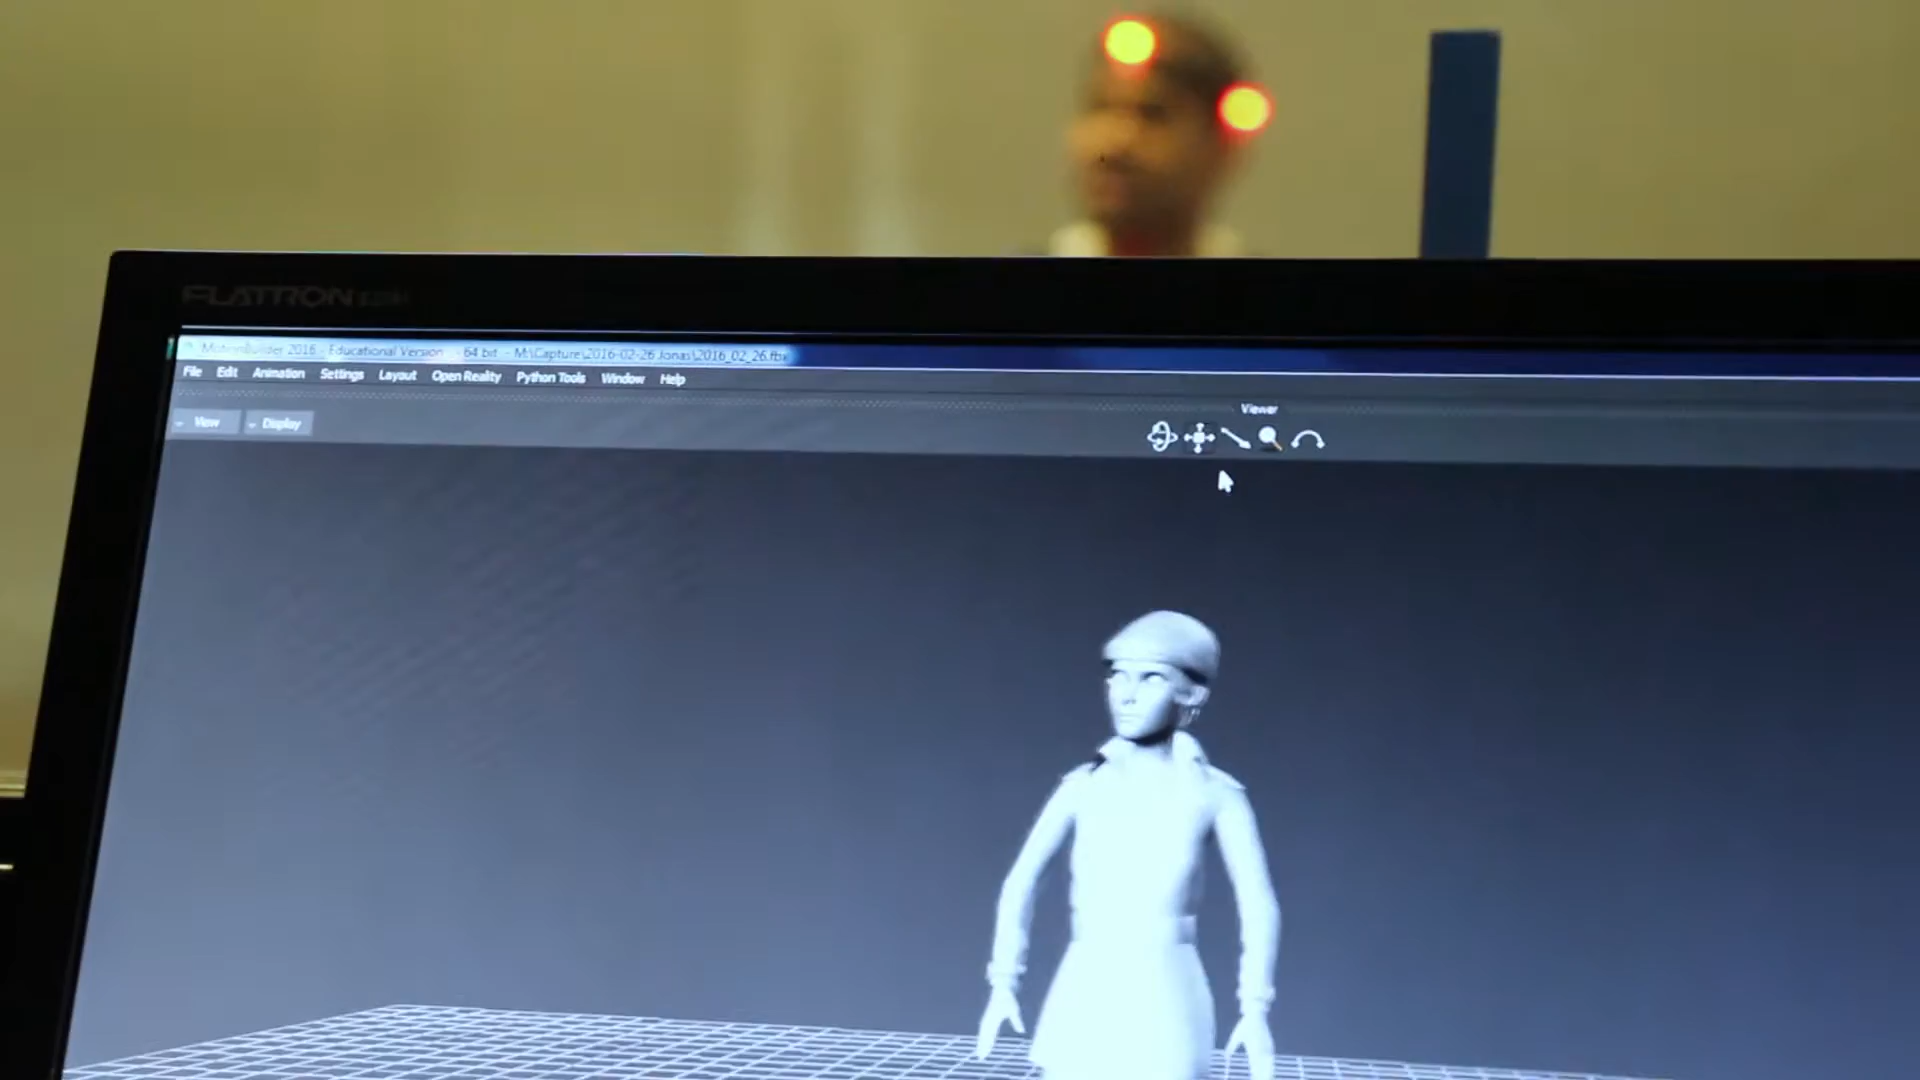 FLATRON
MotionBuilder 2016 - Educational Version - 64 bit - M:\Capture\2016-02-26 Jonas\2016_02_26.fbx
File Edit Animation Settings Layout Open Reality Python Tools Window Help
Viewer
View Display